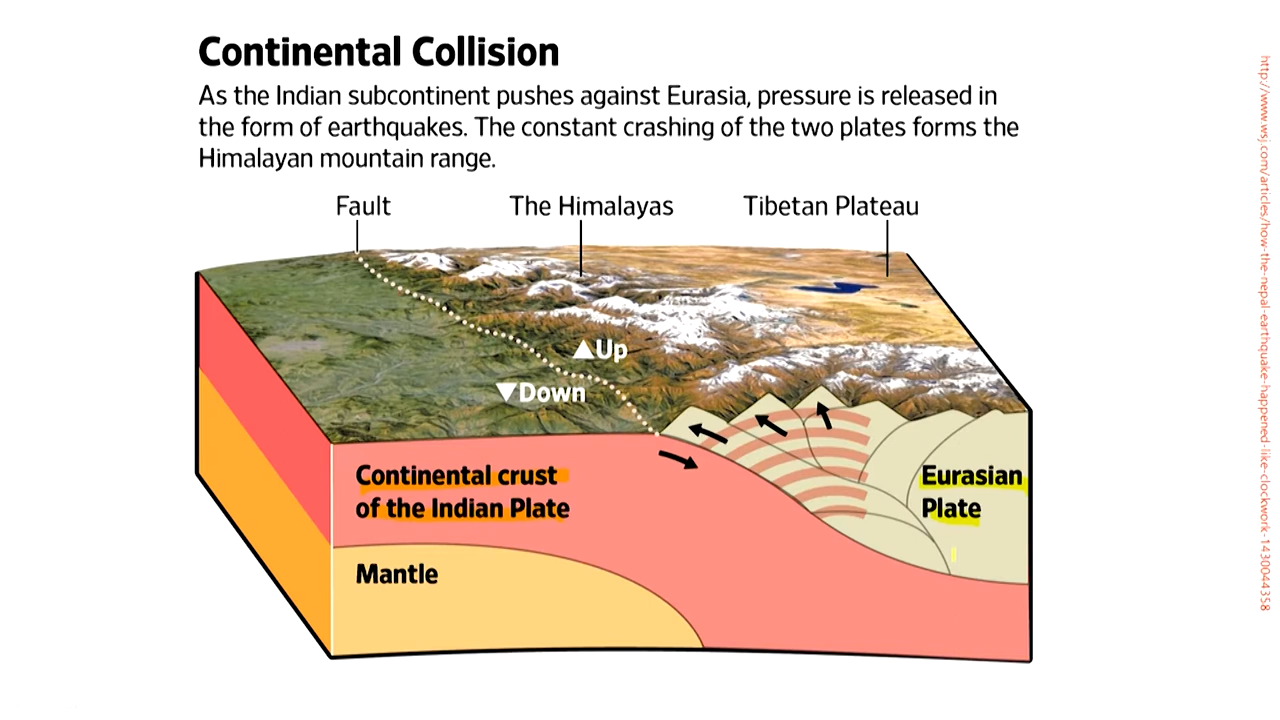 Continental Collision
As the Indian subcontinent pushes against Eurasia, pressure is released in
the form of earthquakes. The constant crashing of the two plates forms the
Himalayan mountain range.
Fault
The Himalayas
Tibetan Plateau
▲Up
▼Down
Continental crust
of the Indian Plate
Eurasian
Plate
Mantle
http://www.wsj.com/articles/how-the-nepal-earthquake-happened-like-clockwork-1430044358